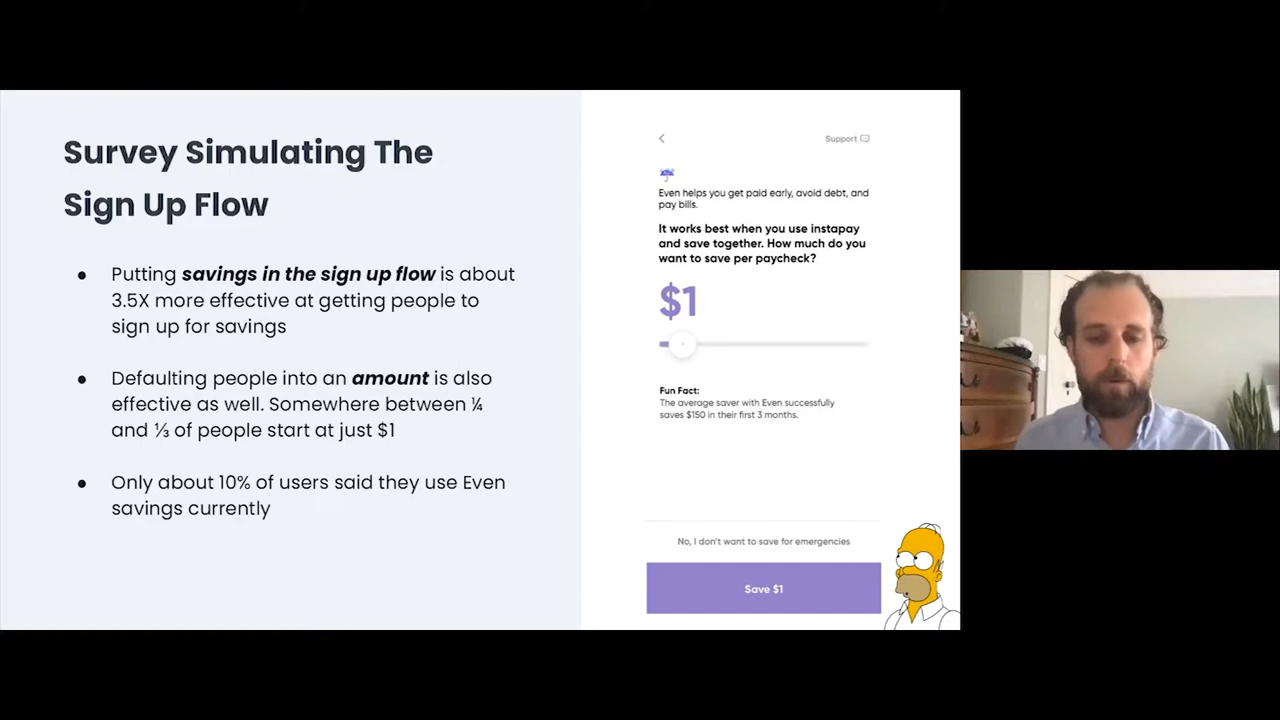 Survey Simulating The
Sign Up Flow
● Putting savings in the sign up flow is about
3.5X more effective at getting people to
sign up for savings
● Defaulting people into an amount is also
effective as well. Somewhere between ¼
and ⅓ of people start at just $1
● Only about 10% of users said they use Even
savings currently
Support
Even helps you get paid early, avoid debt, and
pay bills.
It works best when you use instapay
and save together. How much do you
want to save per paycheck?
$1
Fun Fact:
The average saver with Even successfully
saves $150 in their first 3 months.
No, I don't want to save for emergencies
Save $1